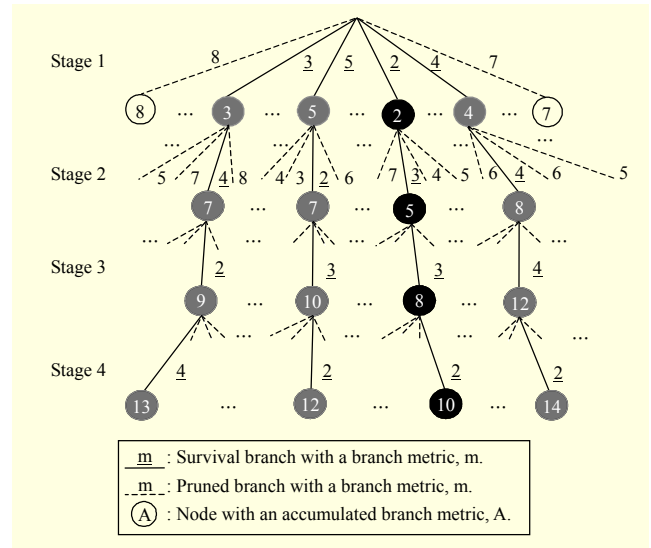 8 3 5 2 4 7
Stage 1
8 ... 3 ... 5 ... 2 ... 4 ... 7
... ... ... ...
Stage 2
5 7 4 8 4 3 2 6 7 3 4 5 6 4 6 5
7 ... 7 ... 5 ... 8
... ... ... ... ...
Stage 3
2 3 3 4
9 ... 10 ... 8 ... 12
... ... ... ... ...
Stage 4
4 2 2 2
13 ... 12 ... 10 ... 14
m : Survival branch with a branch metric, m.
m : Pruned branch with a branch metric, m.
A : Node with an accumulated branch metric, A.